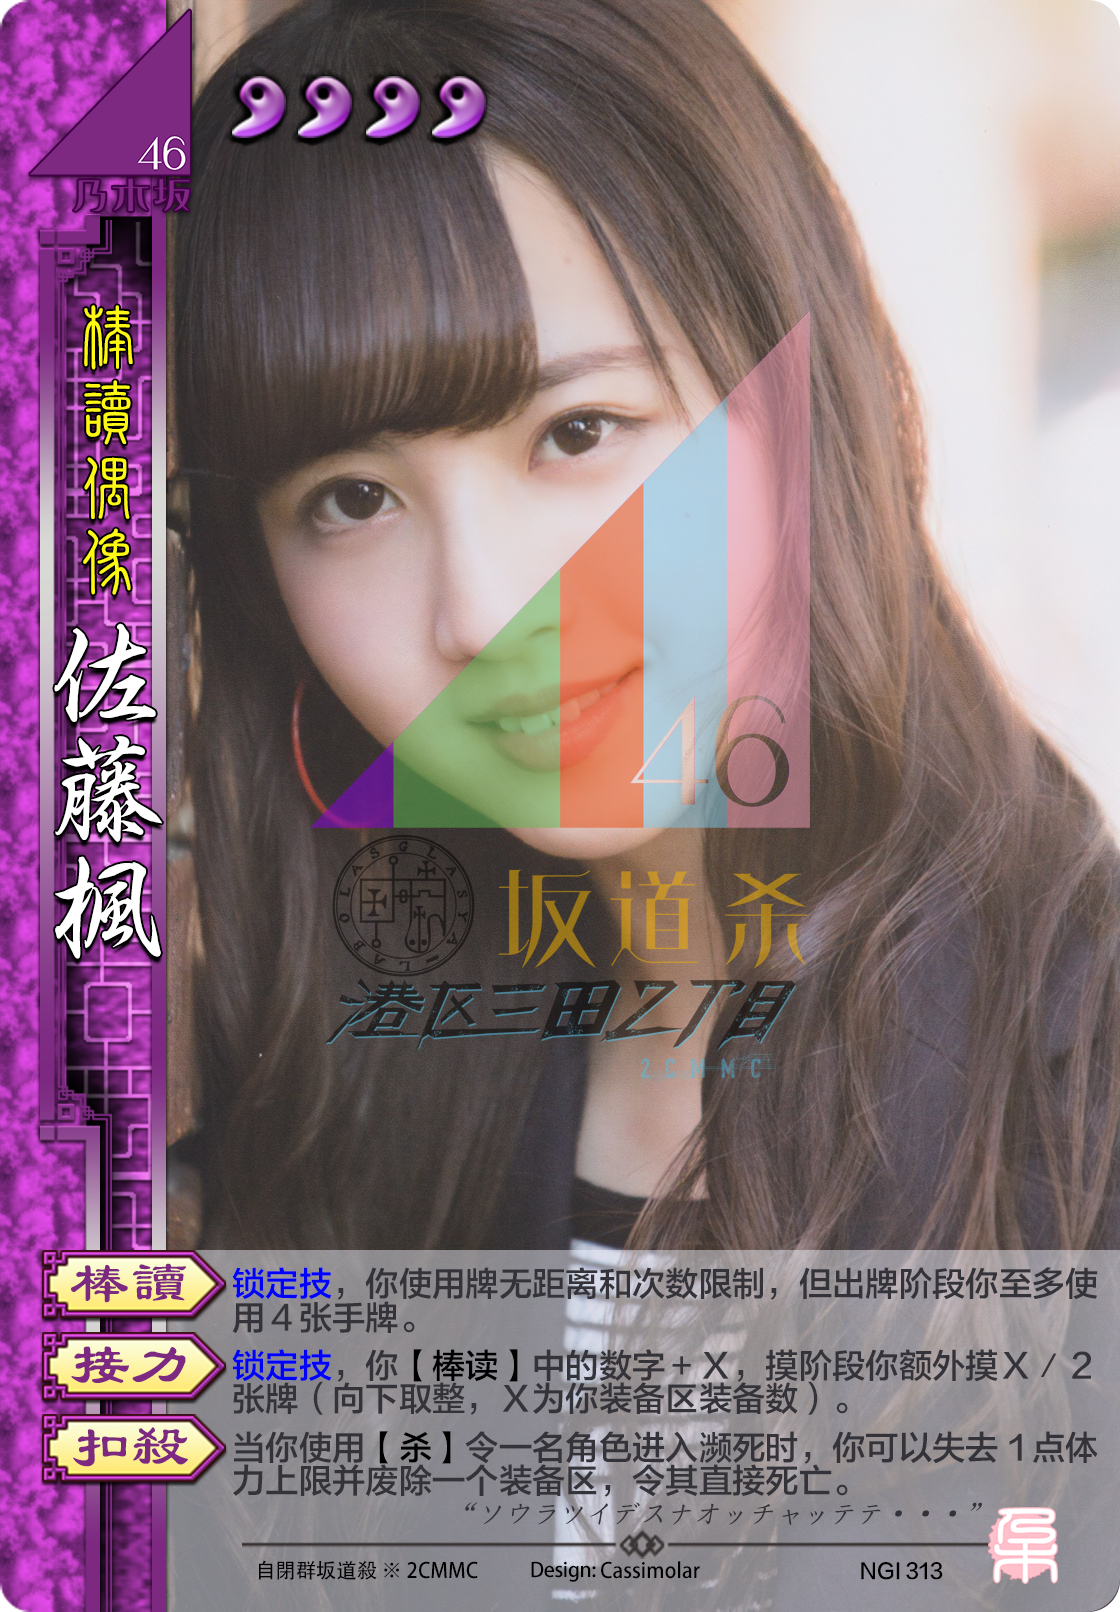 46
乃木坂
棒讀偶像
佐藤楓
46
GLASYALABOLAS
坂道杀
港区三田2丁目
2CMMC
棒讀
锁定技，你使用牌无距离和次数限制，但出牌阶段你至多使
用４张手牌。
接力
锁定技，你【棒读】中的数字＋Ｘ，摸阶段你额外摸Ｘ／２
张牌（向下取整，Ｘ为你装备区装备数）。
扣殺
当你使用【杀】令一名角色进入濒死时，你可以失去１点体
力上限并废除一个装备区，令其直接死亡。
“ソウラツイデスナオッチャッテテ・・・”
自閉群坂道殺 ※ 2CMMC Design: Cassimolar NGI 313